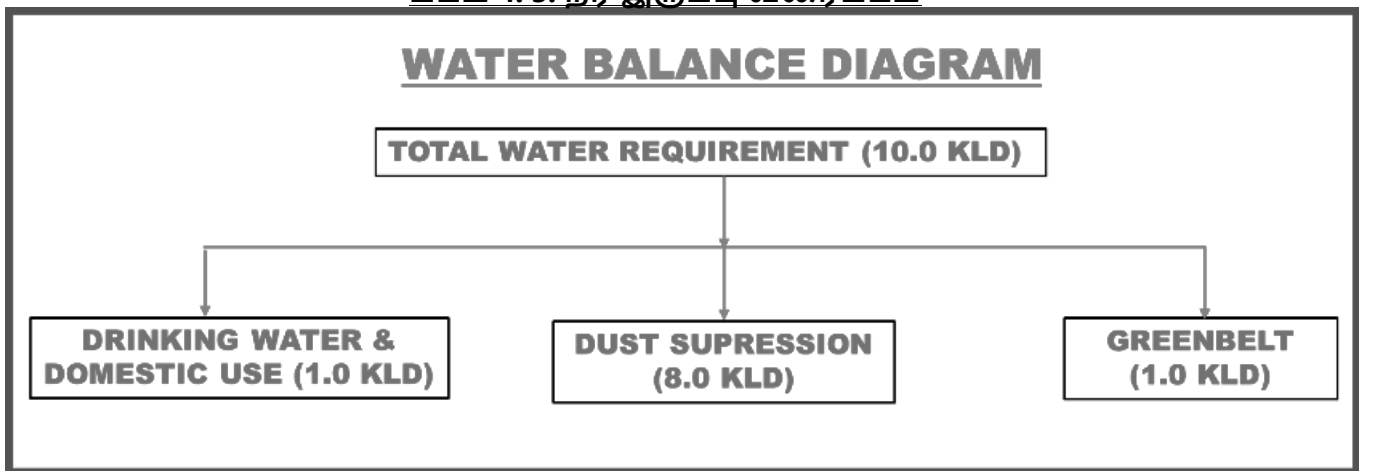 WATER BALANCE DIAGRAM
TOTAL WATER REQUIREMENT (10.0 KLD)
DRINKING WATER &
DOMESTIC USE (1.0 KLD)
DUST SUPRESSION
(8.0 KLD)
GREENBELT
(1.0 KLD)